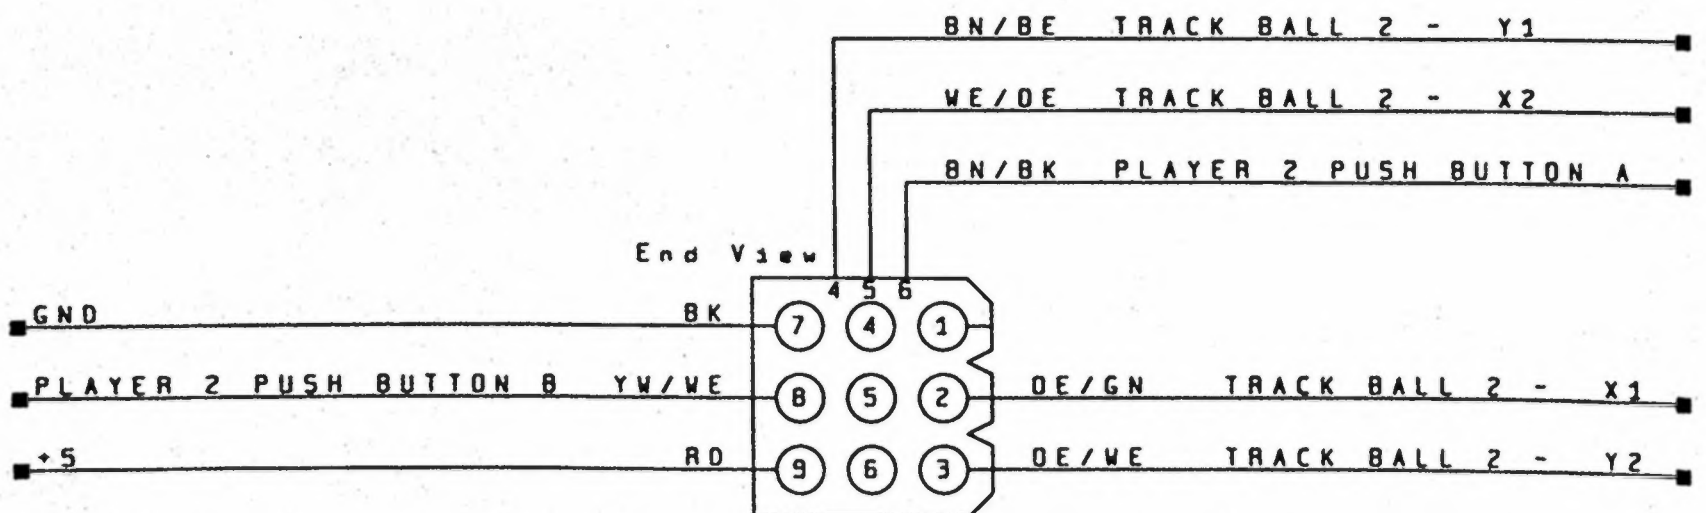 BN/BE TRACK BALL 2 - Y1
WE/OE TRACK BALL 2 - X2
BN/BK PLAYER 2 PUSH BUTTON A
End View
4 5 6
GND BK 7 4 1
PLAYER 2 PUSH BUTTON B YW/WE 8 5 2 OE/GN TRACK BALL 2 - X1
+5 RD 9 6 3 OE/WE TRACK BALL 2 - Y2